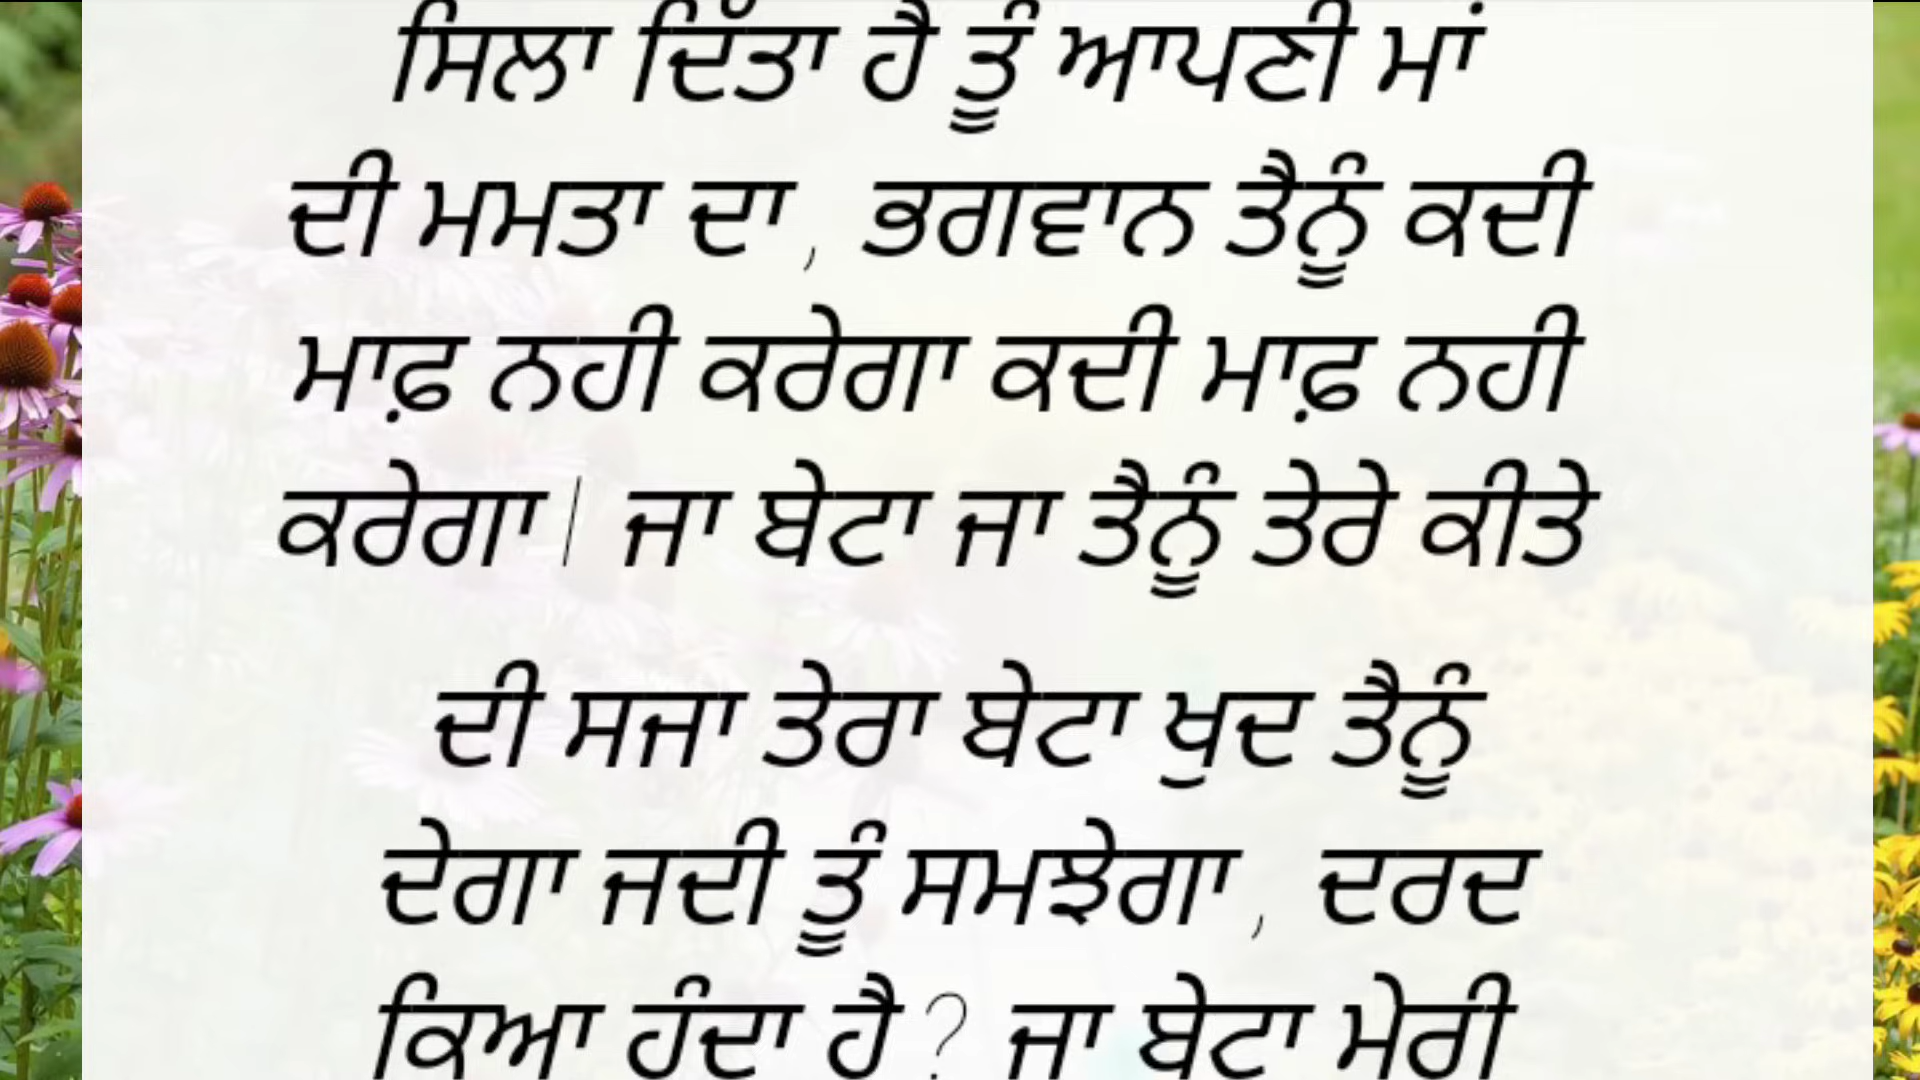 ਸਿਲਾ ਦਿੱਤਾ ਹੈ ਤੂੰ ਆਪਣੀ ਮਾਂ
ਦੀ ਮਮਤਾ ਦਾ, ਭਗਵਾਨ ਤੈਨੂੰ ਕਦੀ
ਮਾਫ਼ ਨਹੀ ਕਰੇਗਾ ਕਦੀ ਮਾਫ਼ ਨਹੀ
ਕਰੇਗਾ। ਜਾ ਬੇਟਾ ਜਾ ਤੈਨੂੰ ਤੇਰੇ ਕੀਤੇ
ਦੀ ਸਜਾ ਤੇਰਾ ਬੇਟਾ ਖੁਦ ਤੈਨੂੰ
ਦੇਗਾ ਜਦੀ ਤੂੰ ਸਮਝੇਗਾ, ਦਰਦ
ਕਿਆ ਹੰਦਾ ਹੈ? ਜਾ ਬੇਟਾ ਮੇਰੀ